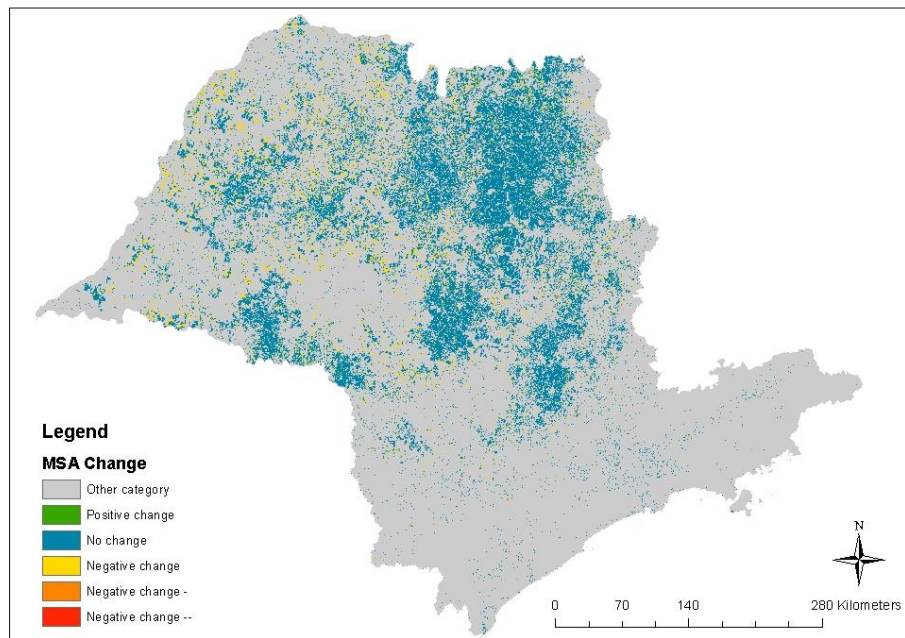 Legend
MSA Change
Other category
Positive change
No change
Negative change
Negative change -
Negative change --
N
0 70 140 280 Kilometers